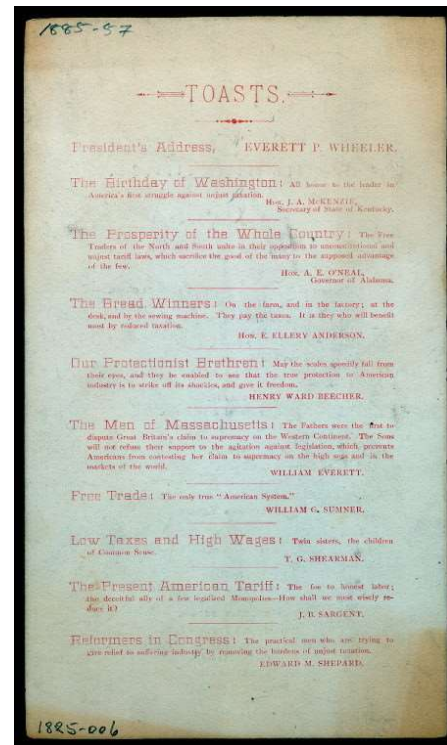 1885-57
TOASTS.
President's Address, EVERETT P. WHEELER.
The Birthday of Washington: All honor to the leader in
America's first struggle against unjust taxation.
HON. J. A. McKENZIE,
Secretary of State of Kentucky.
The Prosperity of the Whole Country: The Free
Traders of the North and South unite in their opposition to unconstitutional and
unjust tariff laws, which sacrifice the good of the many to the supposed advantage
of the few.
HON. A. E. O'NEAL,
Governor of Alabama.
The Bread Winners: On the farm, and in the factory; at the
desk, and by the sewing machine. They pay the taxes. It is they who will benefit
most by reduced taxation.
HON. E. ELLERY ANDERSON.
Our Protectionist Brethren: May the scales speedily fall from
their eyes, and they be enabled to see that the true protection to American
industry is to strike off its shackles, and give it freedom.
HENRY WARD BEECHER.
The Men of Massachusetts: The Fathers were the first to
dispute Great Britain's claim to supremacy on the Western Continent. The Sons
will not refuse their support to the agitation against legislation, which prevents
Americans from contesting her claim to supremacy on the high seas and in the
markets of the world.
WILLIAM EVERETT.
Free Trade: The only true "American System."
WILLIAM G. SUMNER.
Low Taxes and High Wages: Twin sisters, the children
of Common Sense.
T. G. SHEARMAN.
The Present American Tariff: The foe to honest labor;
the deceitful ally of a few legalized Monopolies—How shall we most wisely re-
duce it?
J. B. SARGENT.
Reformers in Congress: The practical men who are trying to
give relief to suffering industry by removing the burdens of unjust taxation.
EDWARD M. SHEPARD.
1885-006